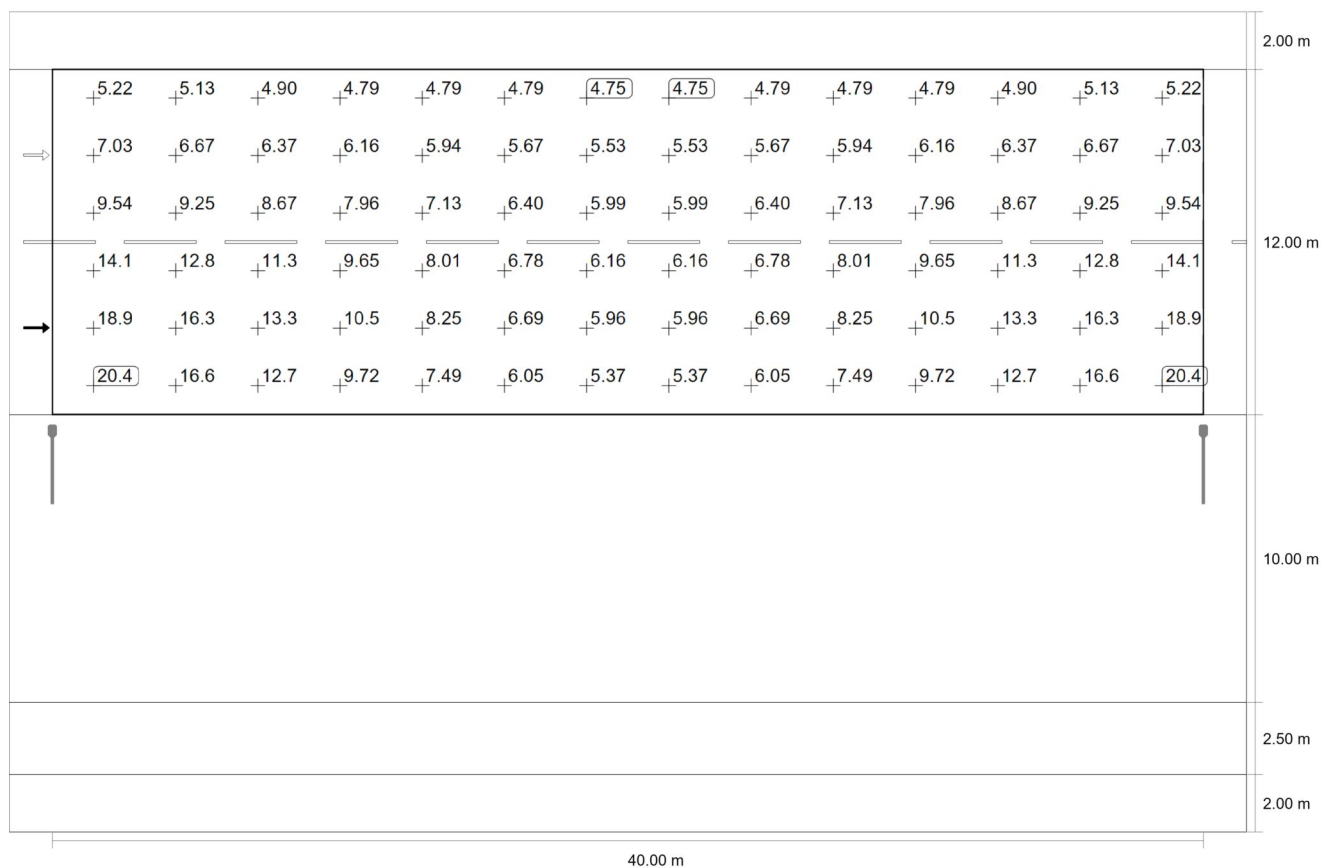 2.00 m
5.22 5.13 4.90 4.79 4.79 4.79 4.75 4.75 4.79 4.79 4.79 4.90 5.13 5.22
7.03 6.67 6.37 6.16 5.94 5.67 5.53 5.53 5.67 5.94 6.16 6.37 6.67 7.03
9.54 9.25 8.67 7.96 7.13 6.40 5.99 5.99 6.40 7.13 7.96 8.67 9.25 9.54
12.00 m
14.1 12.8 11.3 9.65 8.01 6.78 6.16 6.16 6.78 8.01 9.65 11.3 12.8 14.1
18.9 16.3 13.3 10.5 8.25 6.69 5.96 5.96 6.69 8.25 10.5 13.3 16.3 18.9
20.4 16.6 12.7 9.72 7.49 6.05 5.37 5.37 6.05 7.49 9.72 12.7 16.6 20.4
10.00 m
2.50 m
2.00 m
40.00 m